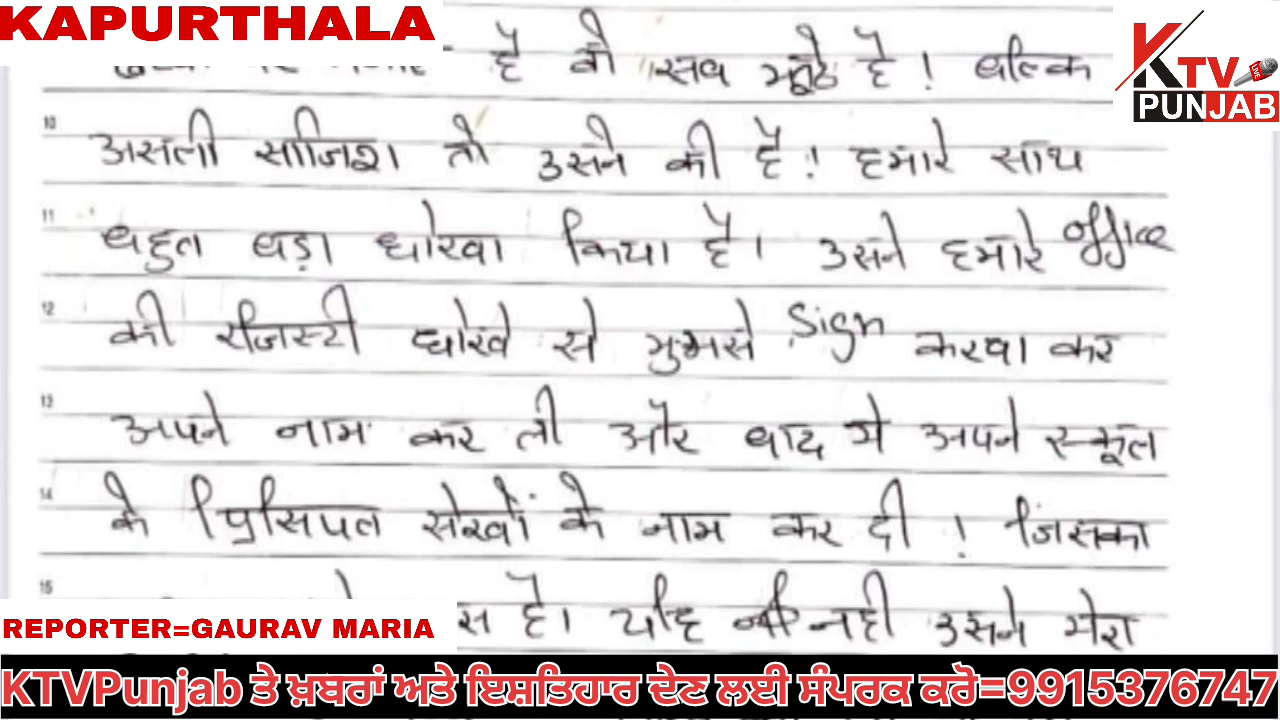 KAPURTHALA
KTV LIVE
PUNJAB
है वो सब झूठे है ! बल्कि
10 असली साजिश तो उसने की है ! हमारे साथ
11 बहुत बड़ा धोखा किया है। उसने हमारे office
12 की रजिस्टी धोखे से मुझसे Sign करवा कर
13 अपने नाम कर ली और बाद मे अपने स्कूल
14 के प्रिंसिपल सेखों के नाम कर दी ! जिसका
15 है। यहि नही उसने मेरा
REPORTER=GAURAV MARIA
KTVPunjab ਤੇ ਖ਼ਬਰਾਂ ਅਤੇ ਇਸ਼ਤਿਹਾਰ ਦੇਣ ਲਈ ਸੰਪਰਕ ਕਰੋ=9915376747